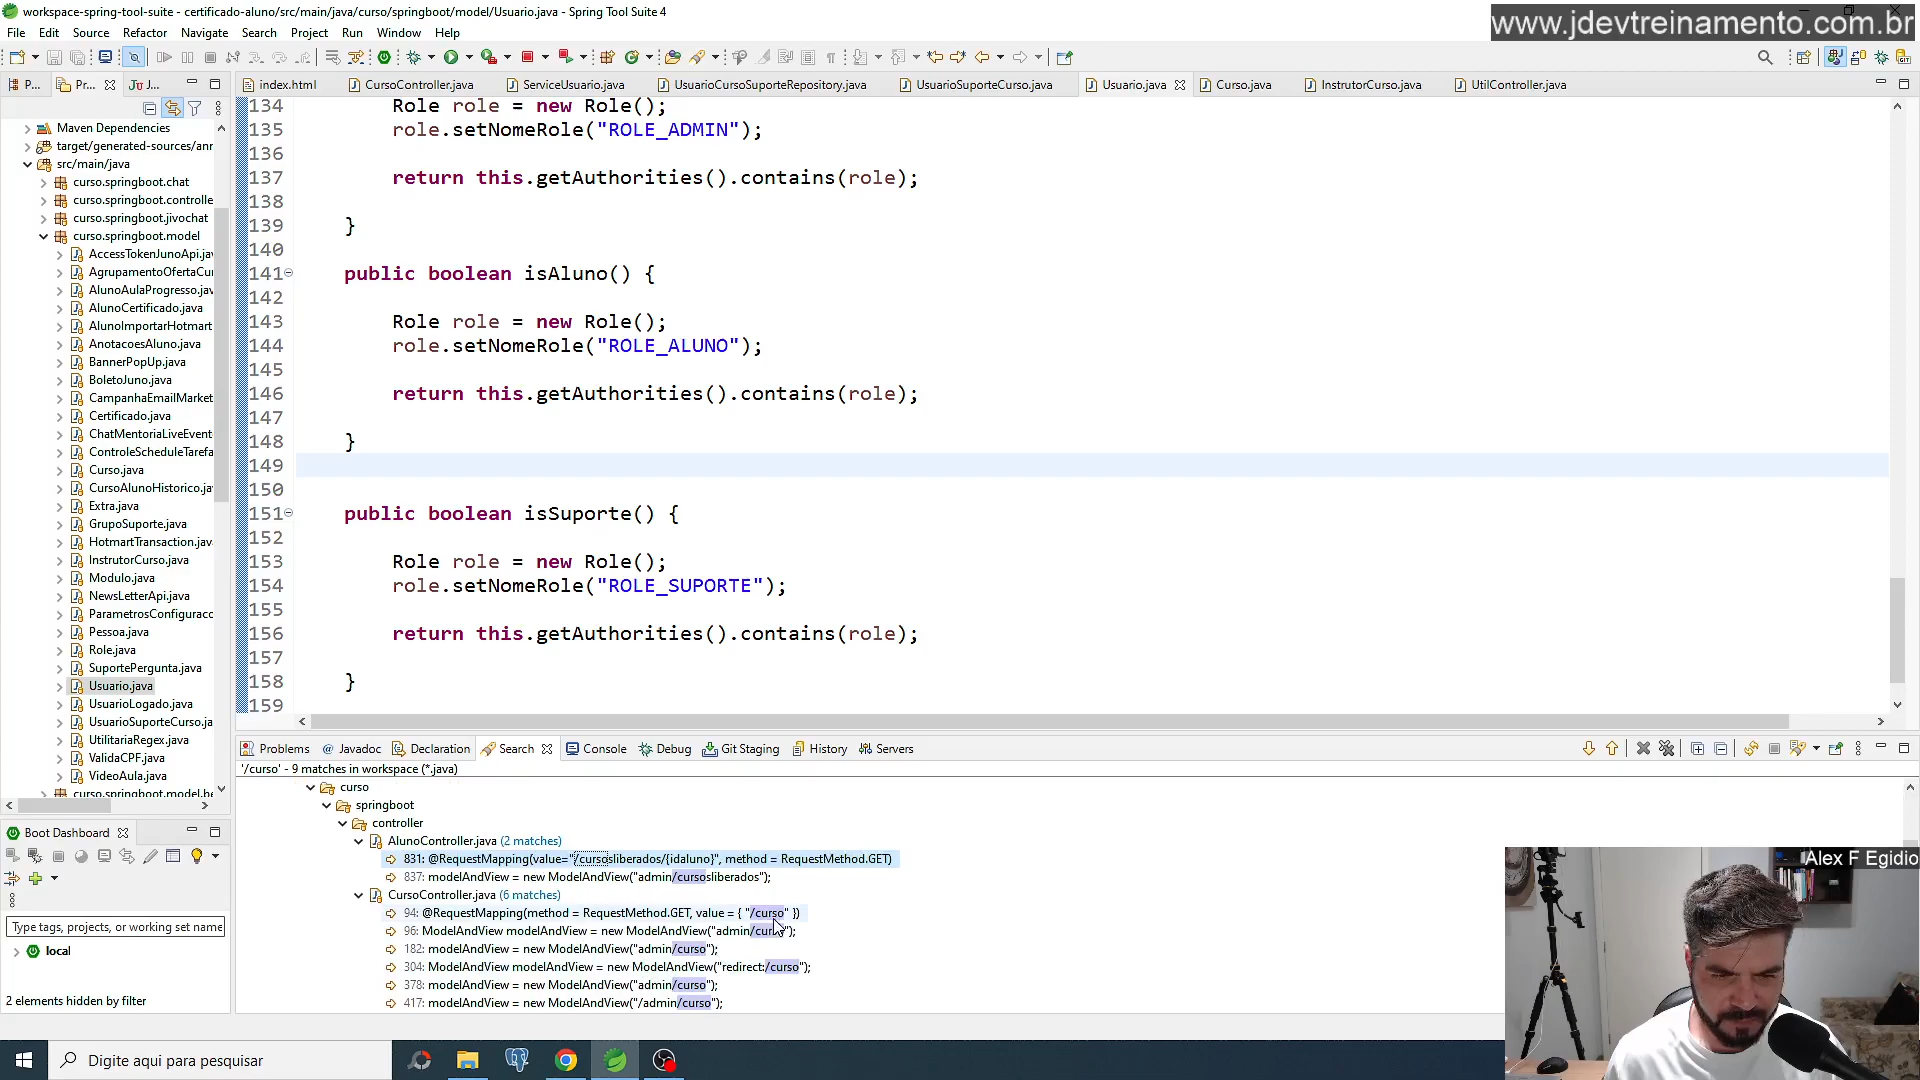 workspace-spring-tool-suite - certificado-aluno/src/main/java/curso/springboot/model/Usuario.java - Spring Tool Suite 4
www.jdevtreinamento.com.br
File Edit Source Refactor Navigate Search Project Run Window Help
P... Pr... J...
index.html CursoController.java ServiceUsuario.java UsuarioCursoSuporteRepository.java UsuarioSuporteCurso.java Usuario.java Curso.java InstrutorCurso.java UtilController.java
Maven Dependencies
target/generated-sources/anr
src/main/java
curso.springboot.chat
curso.springboot.controlle
curso.springboot.jivochat
curso.springboot.model
AccessTokenJunoApi.jav
AgrupamentoOfertaCur
AlunoAulaProgresso.jav
AlunoCertificado.java
AlunoImportarHotmart
AnotacoesAluno.java
BannerPopUp.java
BoletoJuno.java
CampanhaEmailMarket
Certificado.java
ChatMentoriaLiveEvent
ControleScheduleTarefa
Curso.java
CursoAlunoHistorico.jav
Extra.java
GrupoSuporte.java
HotmartTransaction.java
InstrutorCurso.java
Modulo.java
NewsLetterApi.java
ParametrosConfiguracc
Pessoa.java
Role.java
SuportePergunta.java
Usuario.java
UsuarioLogado.java
UsuarioSuporteCurso.ja
UtilitariaRegex.java
ValidaCPF.java
VideoAula.java
curso.springboot.model.be
134 Role role = new Role();
135 role.setNomeRole("ROLE_ADMIN");
136
137 return this.getAuthorities().contains(role);
138
139 }
140
141 public boolean isAluno() {
142
143 Role role = new Role();
144 role.setNomeRole("ROLE_ALUNO");
145
146 return this.getAuthorities().contains(role);
147
148 }
149
150
151 public boolean isSuporte() {
152
153 Role role = new Role();
154 role.setNomeRole("ROLE_SUPORTE");
155
156 return this.getAuthorities().contains(role);
157
158 }
159
Problems Javadoc Declaration Search Console Debug Git Staging History Servers
'/curso' - 9 matches in workspace (*.java)
curso
springboot
controller
AlunoController.java (2 matches)
831: @RequestMapping(value="/cursosliberados/{idaluno}", method = RequestMethod.GET)
837: modelAndView = new ModelAndView("admin/cursosliberados");
CursoController.java (6 matches)
94: @RequestMapping(method = RequestMethod.GET, value = { "/curso" })
96: ModelAndView modelAndView = new ModelAndView("admin/curso");
182: modelAndView = new ModelAndView("admin/curso");
304: ModelAndView modelAndView = new ModelAndView("redirect:/curso");
378: modelAndView = new ModelAndView("admin/curso");
417: modelAndView = new ModelAndView("/admin/curso");
Boot Dashboard
Type tags, projects, or working set name
local
2 elements hidden by filter
Alex F Egidio
Digite aqui para pesquisar